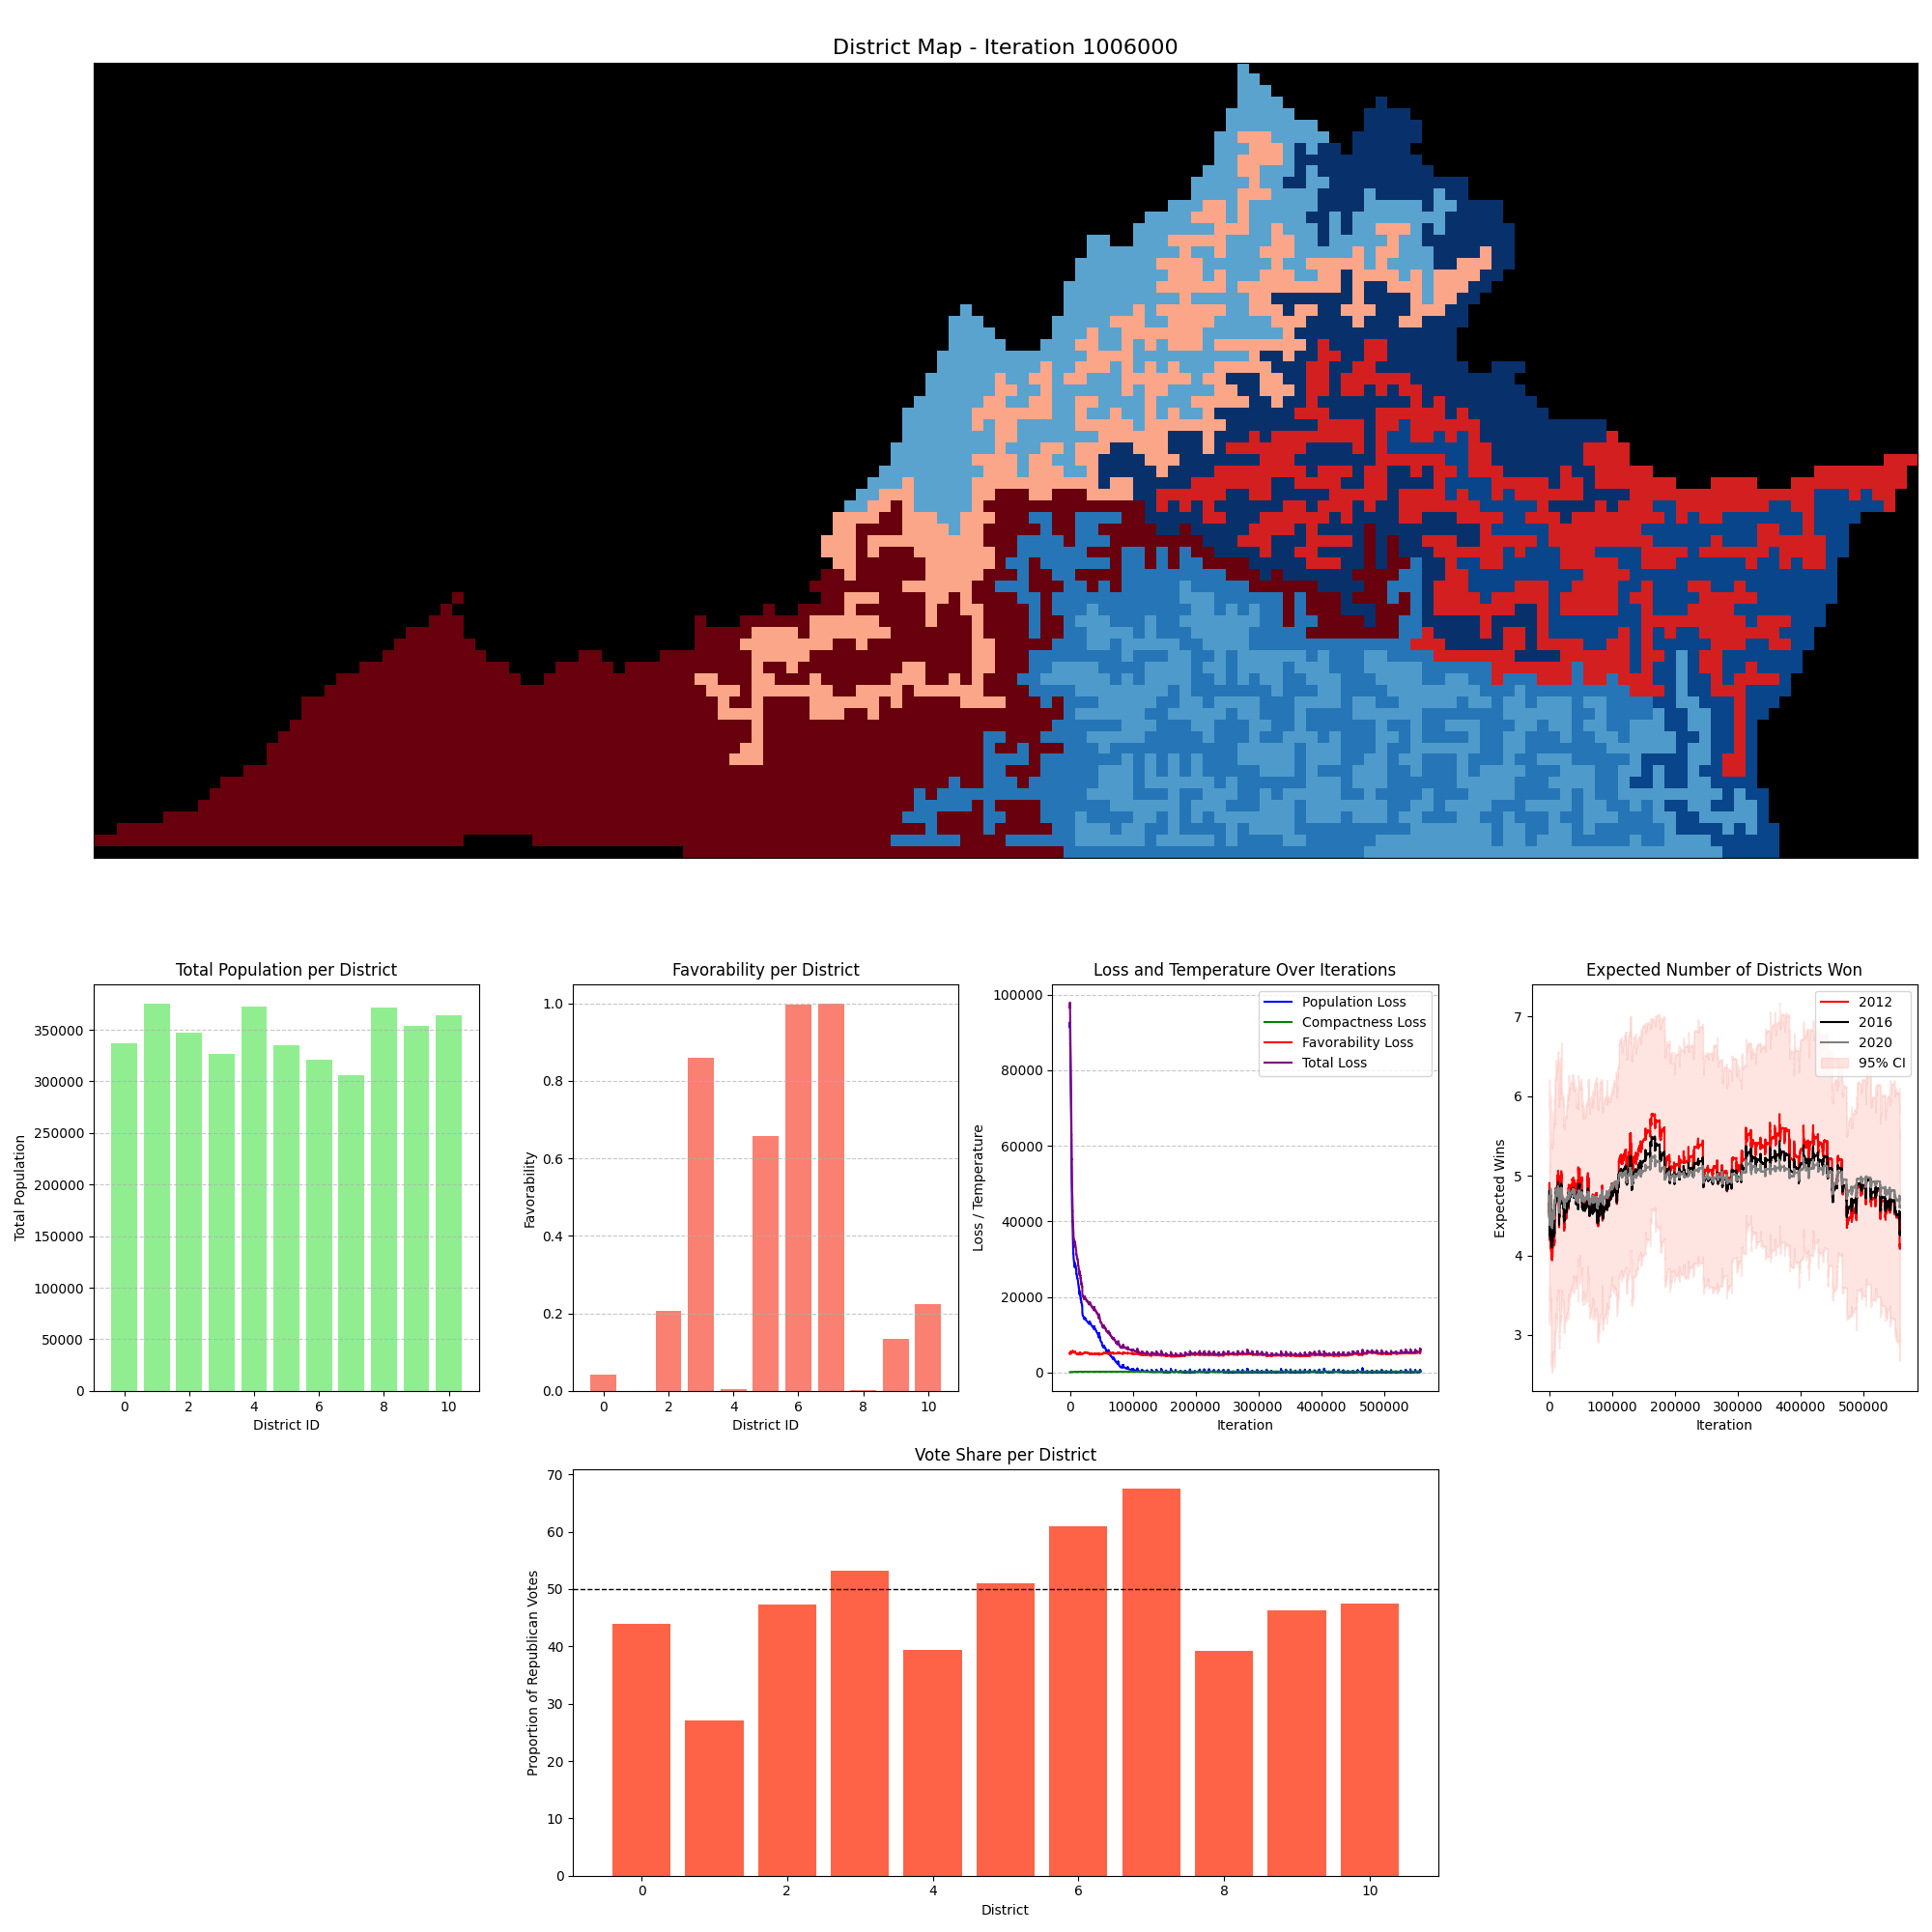 District Map - Iteration 1006000
Total Population per District
Total Population
350000
300000
250000
200000
150000
100000
50000
0
0 2 4 6 8 10
District ID
Favorability per District
Favorability
1.0
0.8
0.6
0.4
0.2
0.0
0 2 4 6 8 10
District ID
Loss and Temperature Over Iterations
Loss / Temperature
100000
80000
60000
40000
20000
0
Population Loss
Compactness Loss
Favorability Loss
Total Loss
0 100000 200000 300000 400000 500000
Iteration
Expected Number of Districts Won
Expected Wins
7
6
5
4
3
2012
2016
2020
95% CI
0 100000 200000 300000 400000 500000
Iteration
Vote Share per District
Proportion of Republican Votes
70
60
50
40
30
20
10
0
0 2 4 6 8 10
District